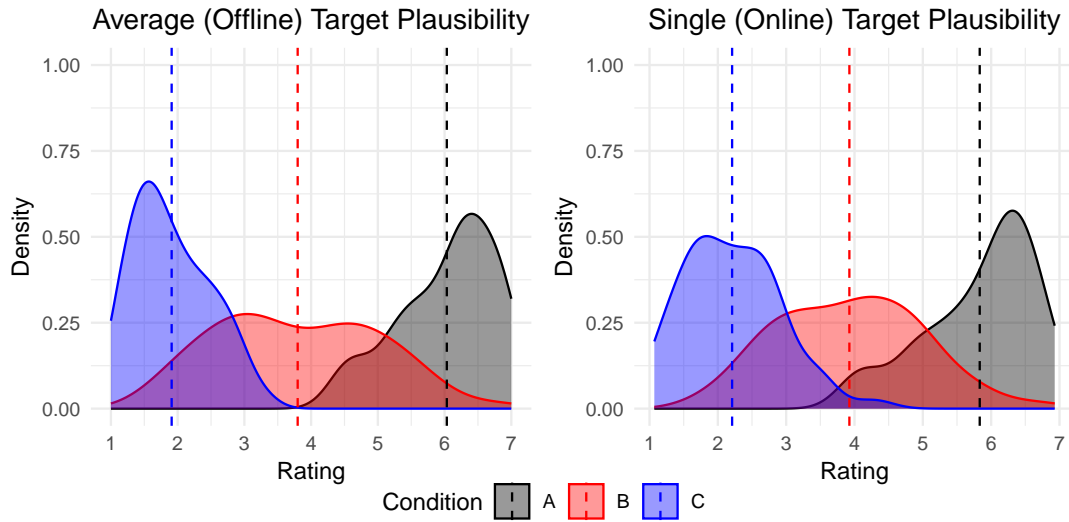 Average (Offline) Target Plausibility
Single (Online) Target Plausibility
Density
1.00
0.75
0.50
0.25
0.00
1 2 3 4 5 6 7
Rating
Density
1.00
0.75
0.50
0.25
0.00
1 2 3 4 5 6 7
Rating
Condition A B C